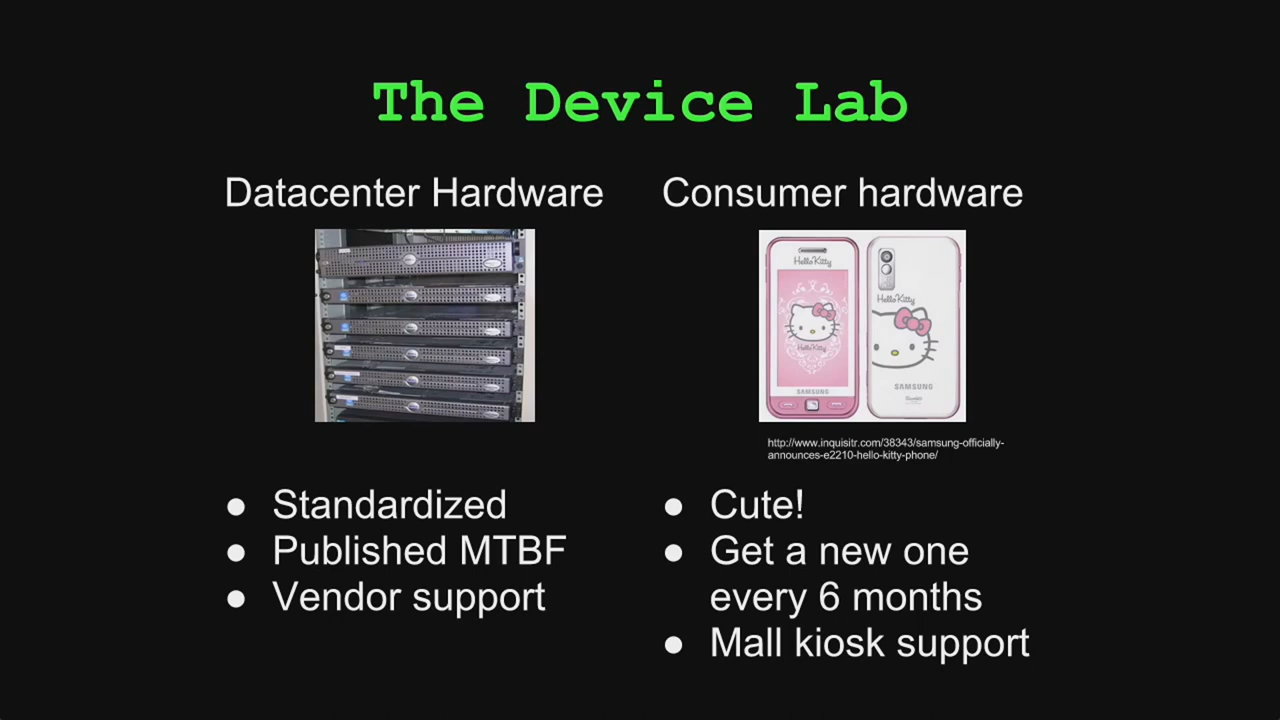 The Device Lab
Datacenter Hardware
Consumer hardware
Hello Kitty
Hello Kitty
Hello Kitty
SAMSUNG
SAMSUNG
http://www.inquisitr.com/38343/samsung-officially-
announces-e2210-hello-kitty-phone/
● Standardized
● Published MTBF
● Vendor support
● Cute!
● Get a new one
every 6 months
● Mall kiosk support